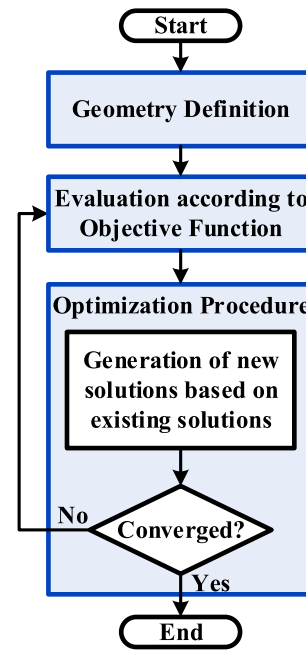 Start
Geometry Definition
Evaluation according to
Objective Function
Optimization Procedure
Generation of new
solutions based on
existing solutions
Converged?
No
Yes
End